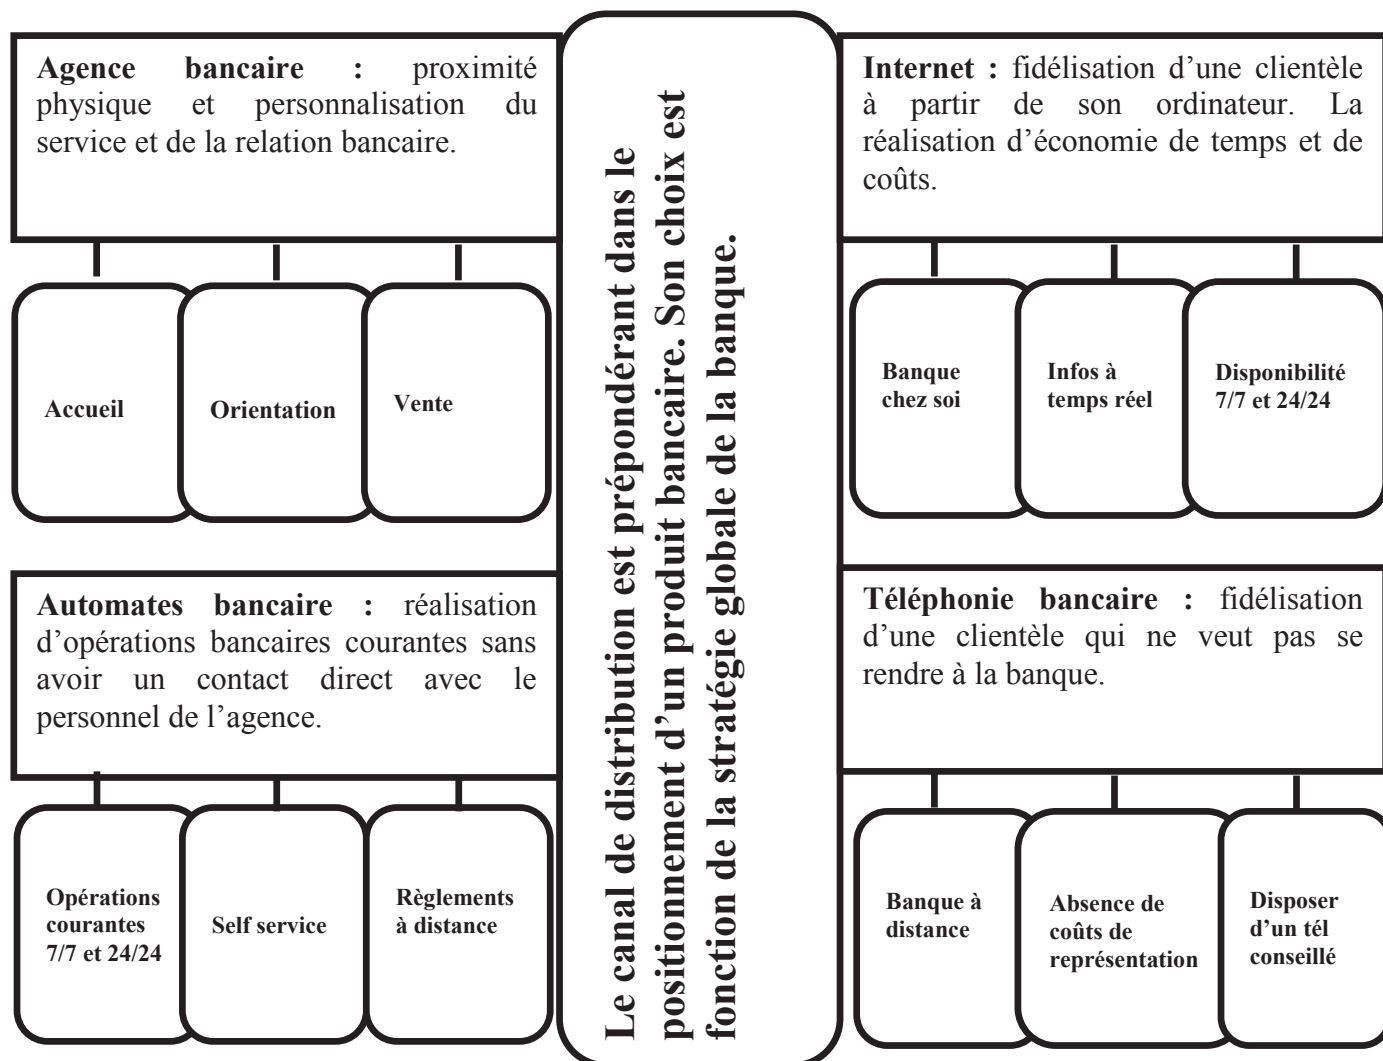 Agence bancaire : proximité
physique et personnalisation du
service et de la relation bancaire.
Accueil
Orientation
Vente
Automates bancaire : réalisation
d’opérations bancaires courantes sans
avoir un contact direct avec le
personnel de l’agence.
Opérations
courantes
7/7 et 24/24
Self service
Règlements
à distance
Le canal de distribution est prépondérant dans le
positionnement d’un produit bancaire. Son choix est
fonction de la stratégie globale de la banque.
Internet : fidélisation d’une clientèle
à partir de son ordinateur. La
réalisation d’économie de temps et de
coûts.
Banque
chez soi
Infos à
temps réel
Disponibilité
7/7 et 24/24
Téléphonie bancaire : fidélisation
d’une clientèle qui ne veut pas se
rendre à la banque.
Banque à
distance
Absence de
coûts de
représentation
Disposer
d’un tél
conseillé